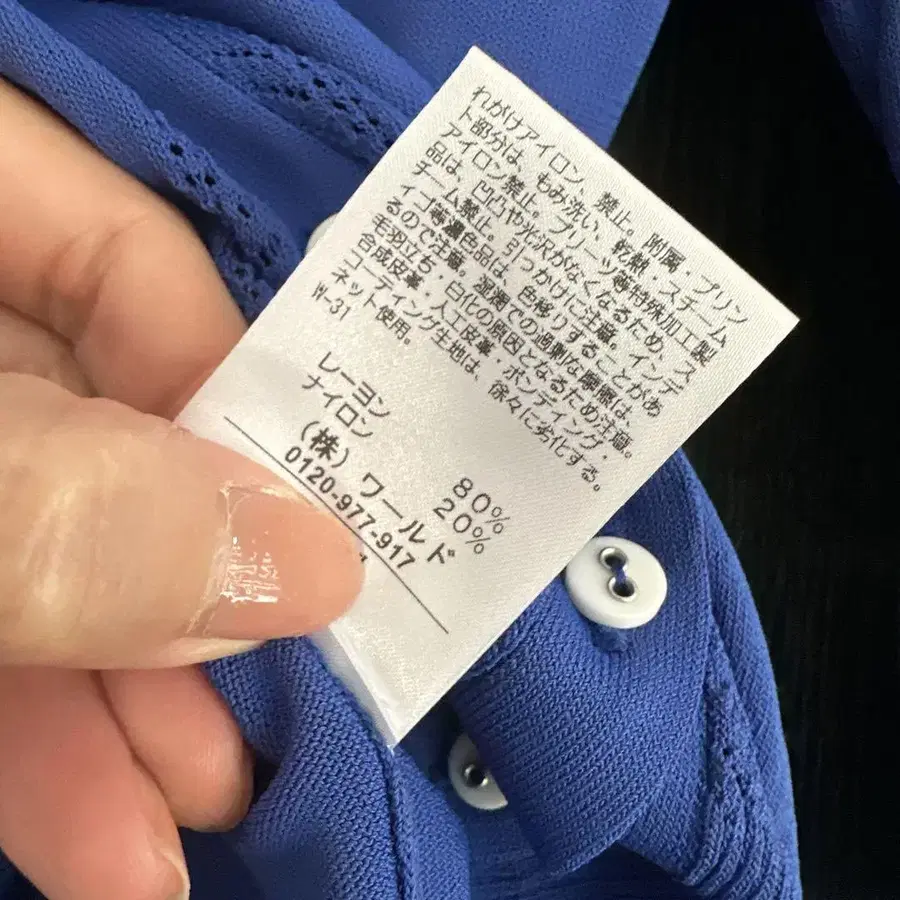 れがけアイロン、禁止。附属・プリン
ト部分は、もみ洗い、乾熱・スチーム
アイロン禁止。プリーツ等特殊加工製
品は、凹凸や光沢がなくなるため、ス
チーム禁止。引っかけに注意。インデ
ィゴ等濃色品は、色移りすることがあ
るので注意。湿潤での過剰な摩擦は、
毛羽立ち・白化の原因となるため注意。
合成皮革・人工皮革・ボンディング・
コーティング生地は、徐々に劣化する。
ネット使用。
W-31
レーヨン 80%
ナイロン 20%
(株)ワールド
0120-977-917